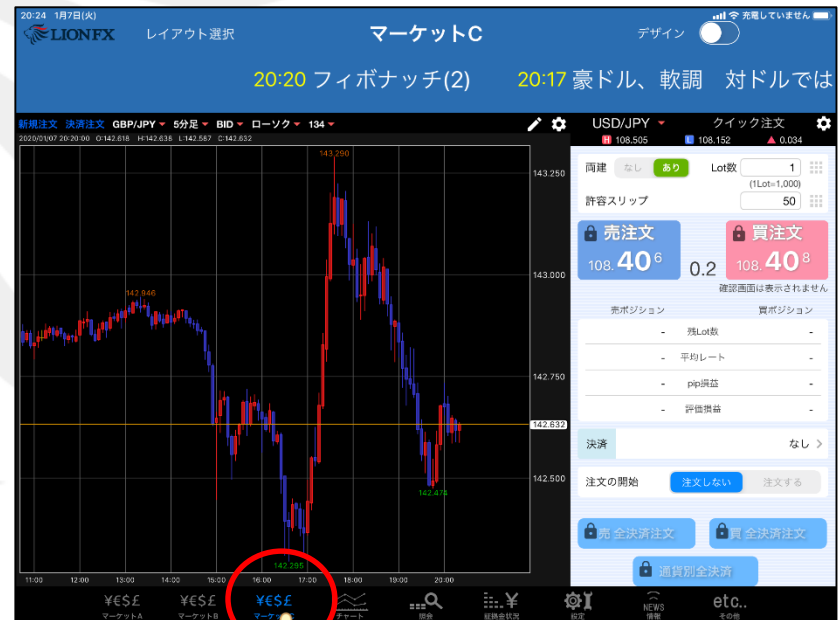 20:24 1月7日(火)
充電していません
LIONFX
レイアウト選択
マーケットC
デザイン
20:20 フィボナッチ(2)
20:17 豪ドル、軟調 対ドルでは
新規注文 決済注文 GBP/JPY 5分足 BID ローソク 134
2020/01/07 20:20:00 O:142.618 H:142.638 L:142.587 C:142.632
143.290
143.250
142.946
143.000
142.750
142.632
142.500
142.474
142.295
11:00 12:00 13:00 14:00 15:00 16:00 17:00 18:00 19:00 20:00
USD/JPY クイック注文
H 108.505 L 108.152 ▲ 0.034
両建 なし あり Lot数 1
(1Lot=1,000)
許容スリップ 50
売注文 買注文
108.40 6 0.2 108.40 8
確認画面は表示されません
売ポジション 買ポジション
- 残Lot数 -
- 平均レート -
- pip損益 -
- 評価損益 -
決済 なし >
注文の開始 注文しない 注文する
売 全決済注文 買 全決済注文
通貨別全決済
¥€$£ ¥€$£ ¥€$£ ¥ NEWS etc..
マーケットA マーケットB チャート 照会 証拠金状況 設定 情報 その他